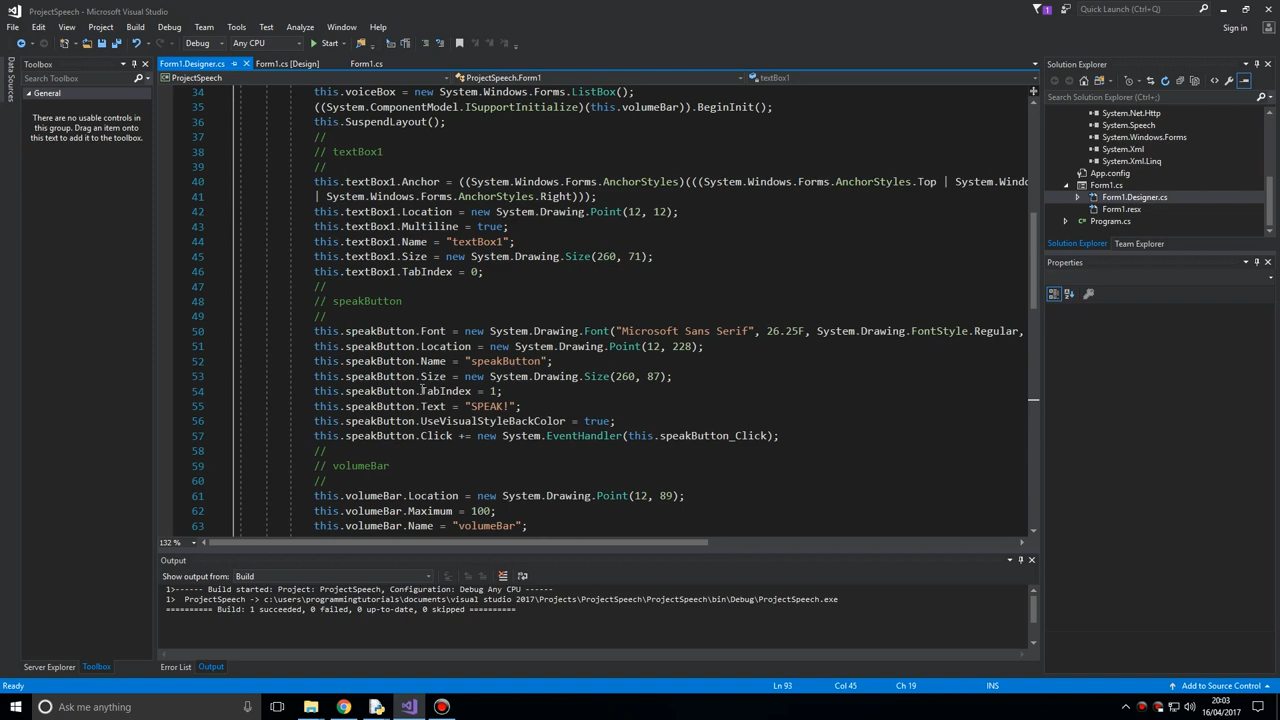 ProjectSpeech - Microsoft Visual Studio
1
Quick Launch (Ctrl+;)
File Edit View Project Build Debug Team Tools Test Analyze Window Help
Sign in
Debug Any CPU Start
Data Sources
Toolbox
Search Toolbox
General
There are no usable controls in
this group. Drag an item onto
this text to add it to the toolbox.
Form1.Designer.cs Form1.cs [Design] Form1.cs
ProjectSpeech ProjectSpeech.Form1 textBox1
34 this.voiceBox = new System.Windows.Forms.ListBox();
35 ((System.ComponentModel.ISupportInitialize)(this.volumeBar)).BeginInit();
36 this.SuspendLayout();
37 //
38 // textBox1
39 //
40 this.textBox1.Anchor = ((System.Windows.Forms.AnchorStyles)(((System.Windows.Forms.AnchorStyles.Top | System.Wind
41 | System.Windows.Forms.AnchorStyles.Right)));
42 this.textBox1.Location = new System.Drawing.Point(12, 12);
43 this.textBox1.Multiline = true;
44 this.textBox1.Name = "textBox1";
45 this.textBox1.Size = new System.Drawing.Size(260, 71);
46 this.textBox1.TabIndex = 0;
47 //
48 // speakButton
49 //
50 this.speakButton.Font = new System.Drawing.Font("Microsoft Sans Serif", 26.25F, System.Drawing.FontStyle.Regular,
51 this.speakButton.Location = new System.Drawing.Point(12, 228);
52 this.speakButton.Name = "speakButton";
53 this.speakButton.Size = new System.Drawing.Size(260, 87);
54 this.speakButton.TabIndex = 1;
55 this.speakButton.Text = "SPEAK!";
56 this.speakButton.UseVisualStyleBackColor = true;
57 this.speakButton.Click += new System.EventHandler(this.speakButton_Click);
58 //
59 // volumeBar
60 //
61 this.volumeBar.Location = new System.Drawing.Point(12, 89);
62 this.volumeBar.Maximum = 100;
63 this.volumeBar.Name = "volumeBar";
132 %
Output
Show output from: Build
1>------ Build started: Project: ProjectSpeech, Configuration: Debug Any CPU ------
1> ProjectSpeech -> c:\users\programmingtutorials\documents\visual studio 2017\Projects\ProjectSpeech\ProjectSpeech\bin\Debug\ProjectSpeech.exe
========== Build: 1 succeeded, 0 failed, 0 up-to-date, 0 skipped ==========
Server Explorer Toolbox
Error List Output
Solution Explorer
Search Solution Explorer (Ctrl+;)
System.Net.Http
System.Speech
System.Windows.Forms
System.Xml
System.Xml.Linq
App.config
Form1.cs
Form1.Designer.cs
Form1.resx
Program.cs
Solution Explorer Team Explorer
Properties
Ready Ln 93 Col 45 Ch 19 INS Add to Source Control
Ask me anything
20:03
16/04/2017